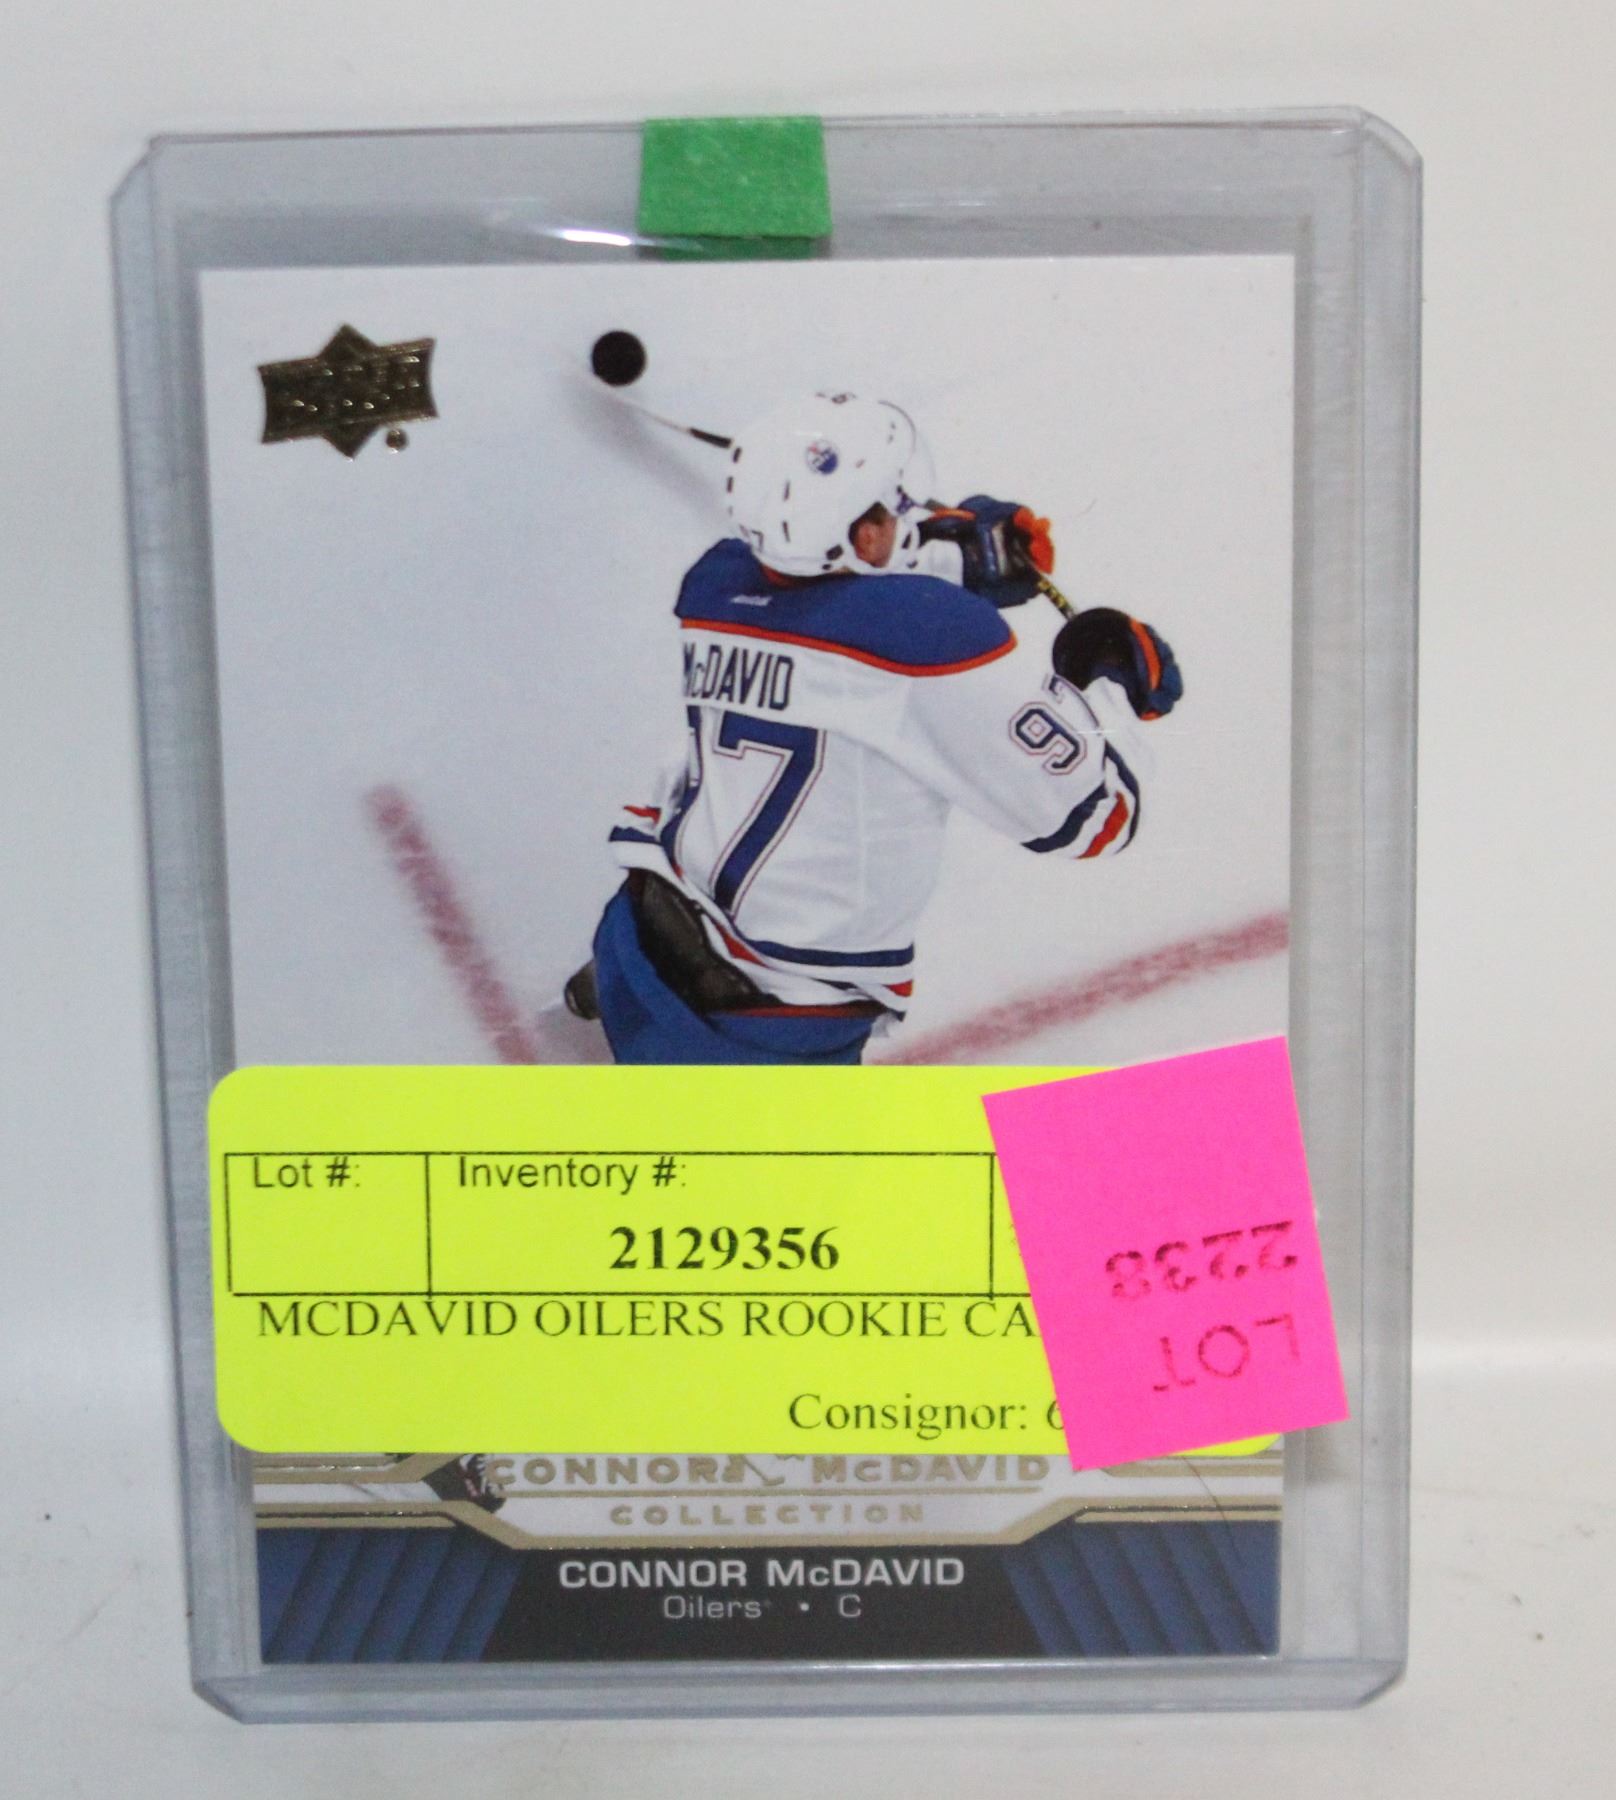 McDAVID
97
97
Lot #:
Inventory #:
2129356
MCDAVID OILERS ROOKIE CA
Consignor: 6
LOT
2238
CONNOR McDAVID
COLLECTION
CONNOR McDAVID
Oilers • C